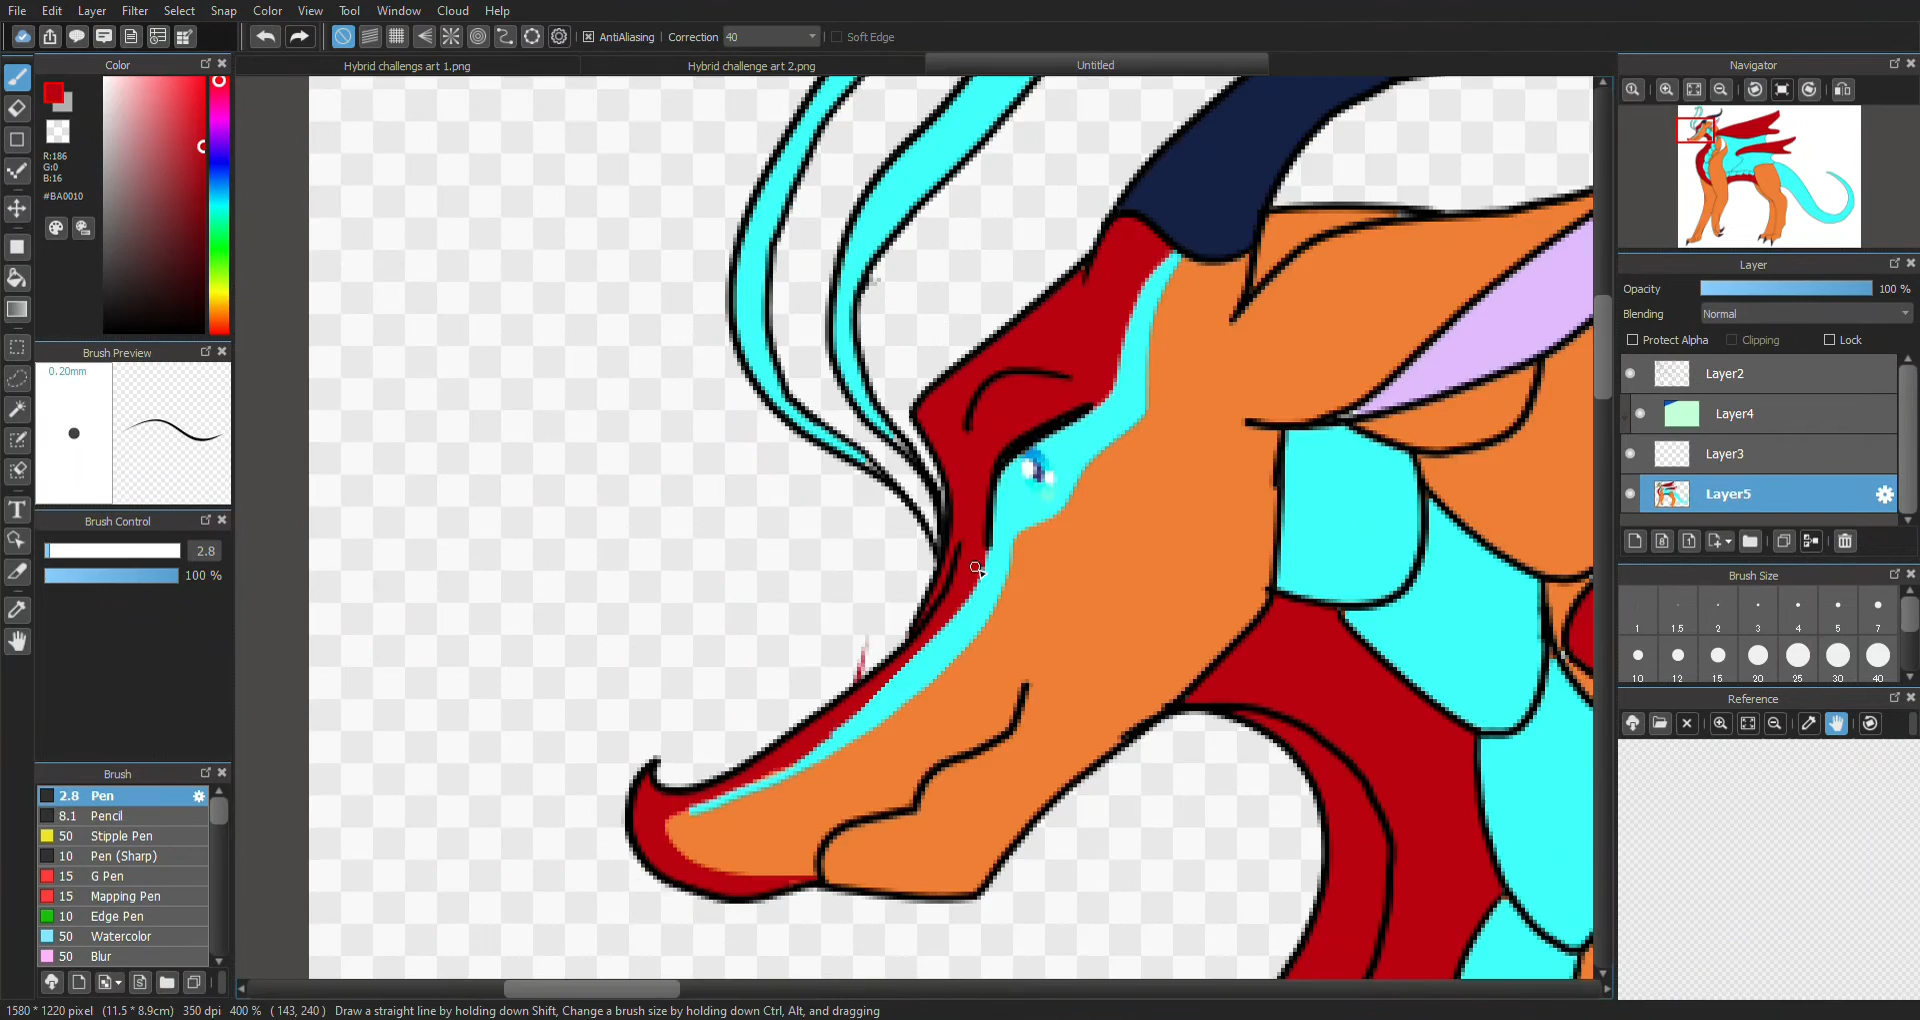 File Edit Layer Filter Select Snap Color View Tool Window Cloud Help
AntiAliasing Correction 40 Soft Edge
Color
Hybrid challengs art 1.png
Hybrid challenge art 2.png
Untitled
Navigator
R:186
G:0
B:16
#BA0010
Layer
Opacity 100 %
Blending Normal
Protect Alpha Clipping Lock
Brush Preview
0.20mm
Layer2
Layer4
Layer3
Layer5
Brush Control
2.8
100 %
Brush Size
1 1.5 2 3 4 5 7
10 12 15 20 25 30 40
Reference
Brush
2.8 Pen
8.1 Pencil
50 Stipple Pen
10 Pen (Sharp)
15 G Pen
15 Mapping Pen
10 Edge Pen
50 Watercolor
50 Blur
1580 * 1220 pixel (11.5 * 8.9cm) 350 dpi 400 % ( 143, 240 ) Draw a straight line by holding down Shift, Change a brush size by holding down Ctrl, Alt, and dragging